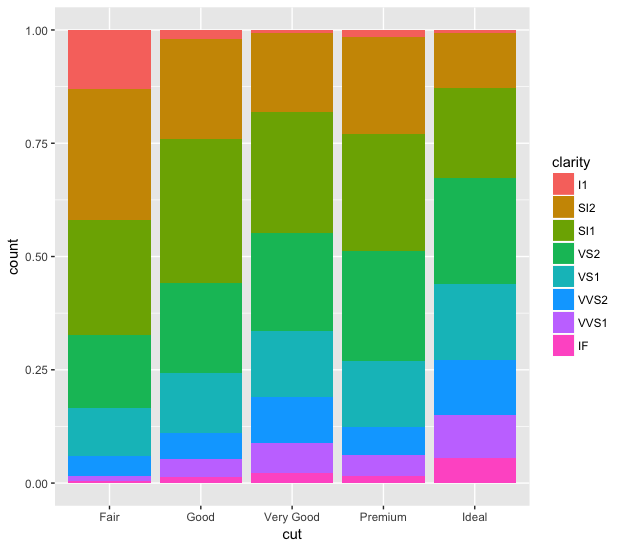 1.00
0.75
0.50
0.25
0.00
count
Fair Good Very Good Premium Ideal
cut
clarity
I1
SI2
SI1
VS2
VS1
VVS2
VVS1
IF